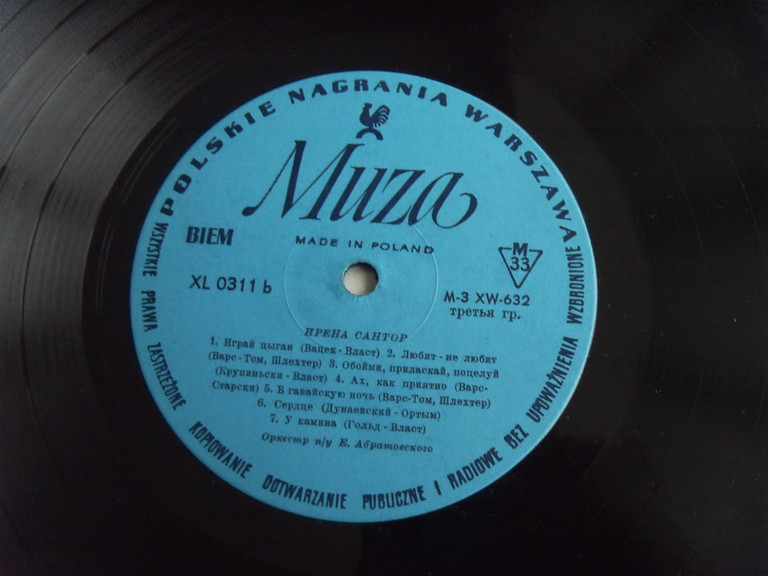 POLSKIE NAGRANIA WARSZAWA
Muza
BIEM
MADE IN POLAND
M
33
XL 0311 b
M-3 XW-632
третья гр.
ИРЕНА САНТОР
1. Играй цыган (Вацек - Власт) 2. Любит - не любит
(Варс - Том, Шлехтер) 3. Обойми, приласкай, поцелуй
(Крупиньски - Власт) 4. Ах, как приятно (Варс-
Старски) 5. В гавайскую ночь (Варс-Том, Шлехтер)
6. Сердце (Дунаевский - Ортым)
7. У камина (Гольд - Власт)
Оркестр п/у Е. Абратовского
WSZYSTKIE PRAWA ZASTRZEŻONE KOPIOWANIE ODTWARZANIE PUBLICZNE I RADIOWE BEZ UPOWAŻNIENIA WZBRONIONE